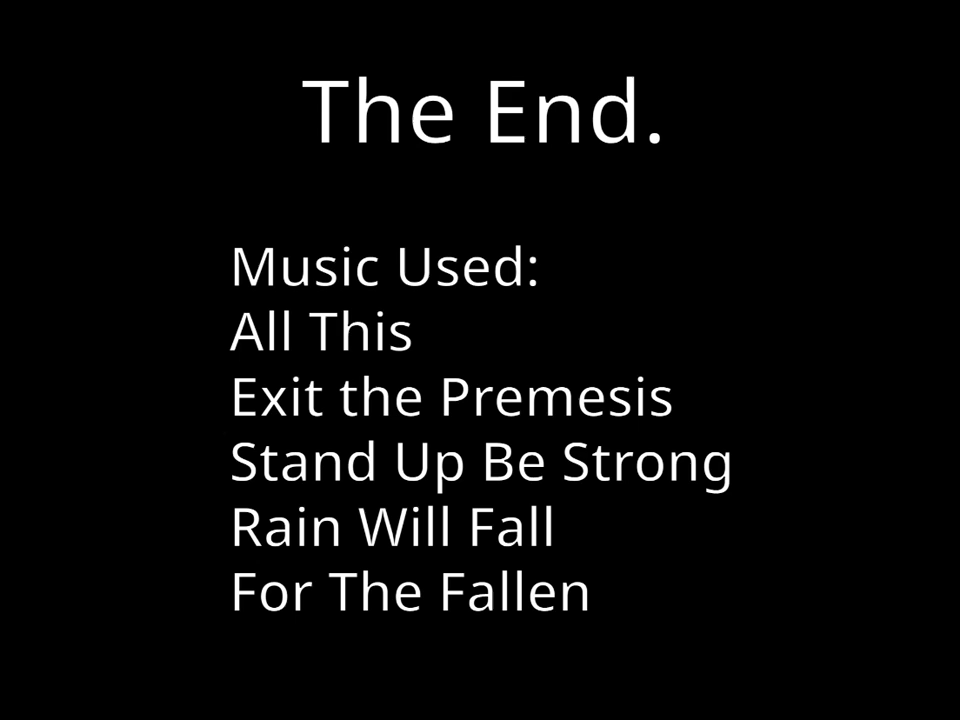 The End.
Music Used:
All This
Exit the Premesis
Stand Up Be Strong
Rain Will Fall
For The Fallen